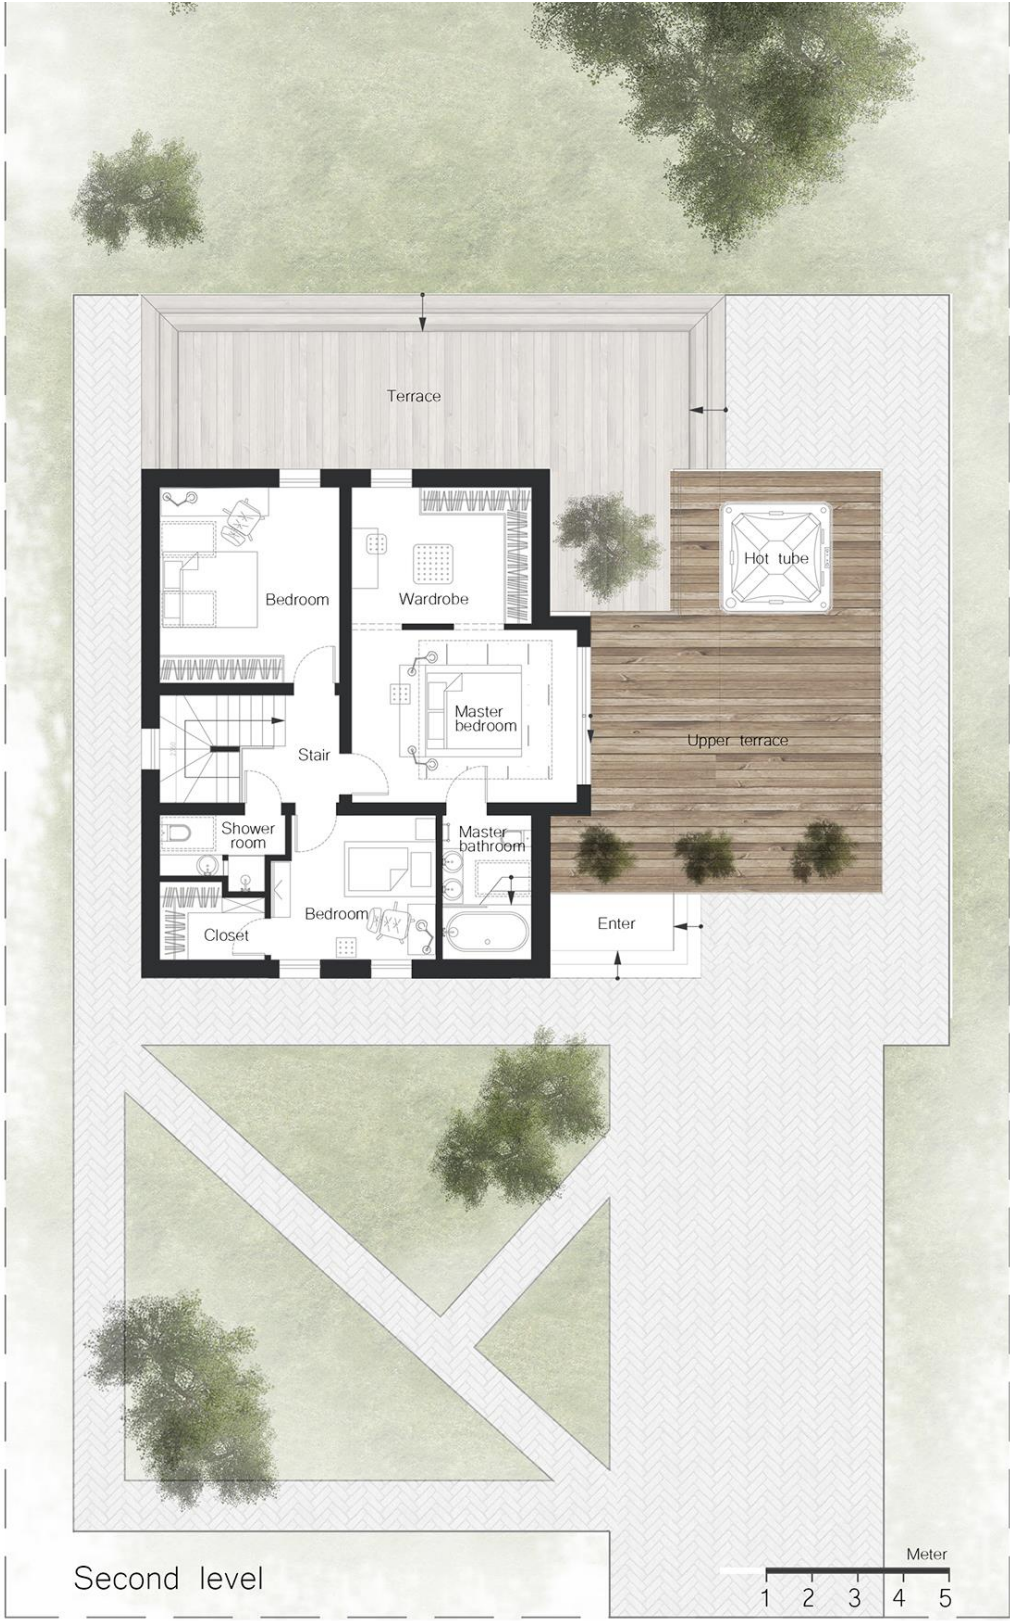 Terrace
Hot tube
Bedroom
Wardrobe
Master
bedroom
Upper terrace
Stair
Shower
room
Master
bathroom
Bedroom
Enter
Closet
Second level
Meter
1 2 3 4 5